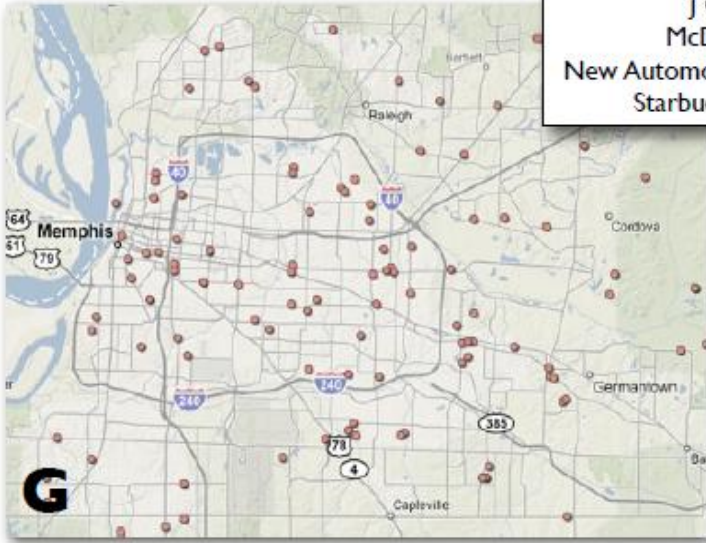 J
McD
New Automo
Starbu
Bartlett
Raleigh
40
40
64
Memphis
61
79
Cordova
240
240
Germantown
385
78
4
Ba
G
Capleville